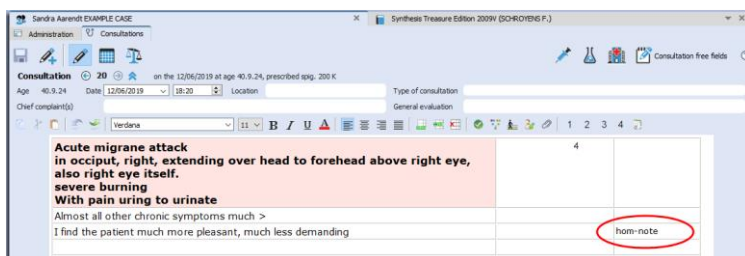 Sandra Aarendt EXAMPLE CASE
Synthesis Treasure Edition 2009V (SCHROYENS F.)
Administration Consultations
Consultation free fields
Consultation 20 on the 12/06/2019 at age 40.9.24, prescribed spig. 200 K
Age 40.9.24 Date 12/06/2019 18:20 Location Type of consultation
Chief complaint(s) General evaluation
Verdana 11 B I U A 1 2 3 4
Acute migrane attack 4
in occiput, right, extending over head to forehead above right eye,
also right eye itself.
severe burning
With pain uring to urinate
Almost all other chronic symptoms much >
I find the patient much more pleasant, much less demanding hom-note